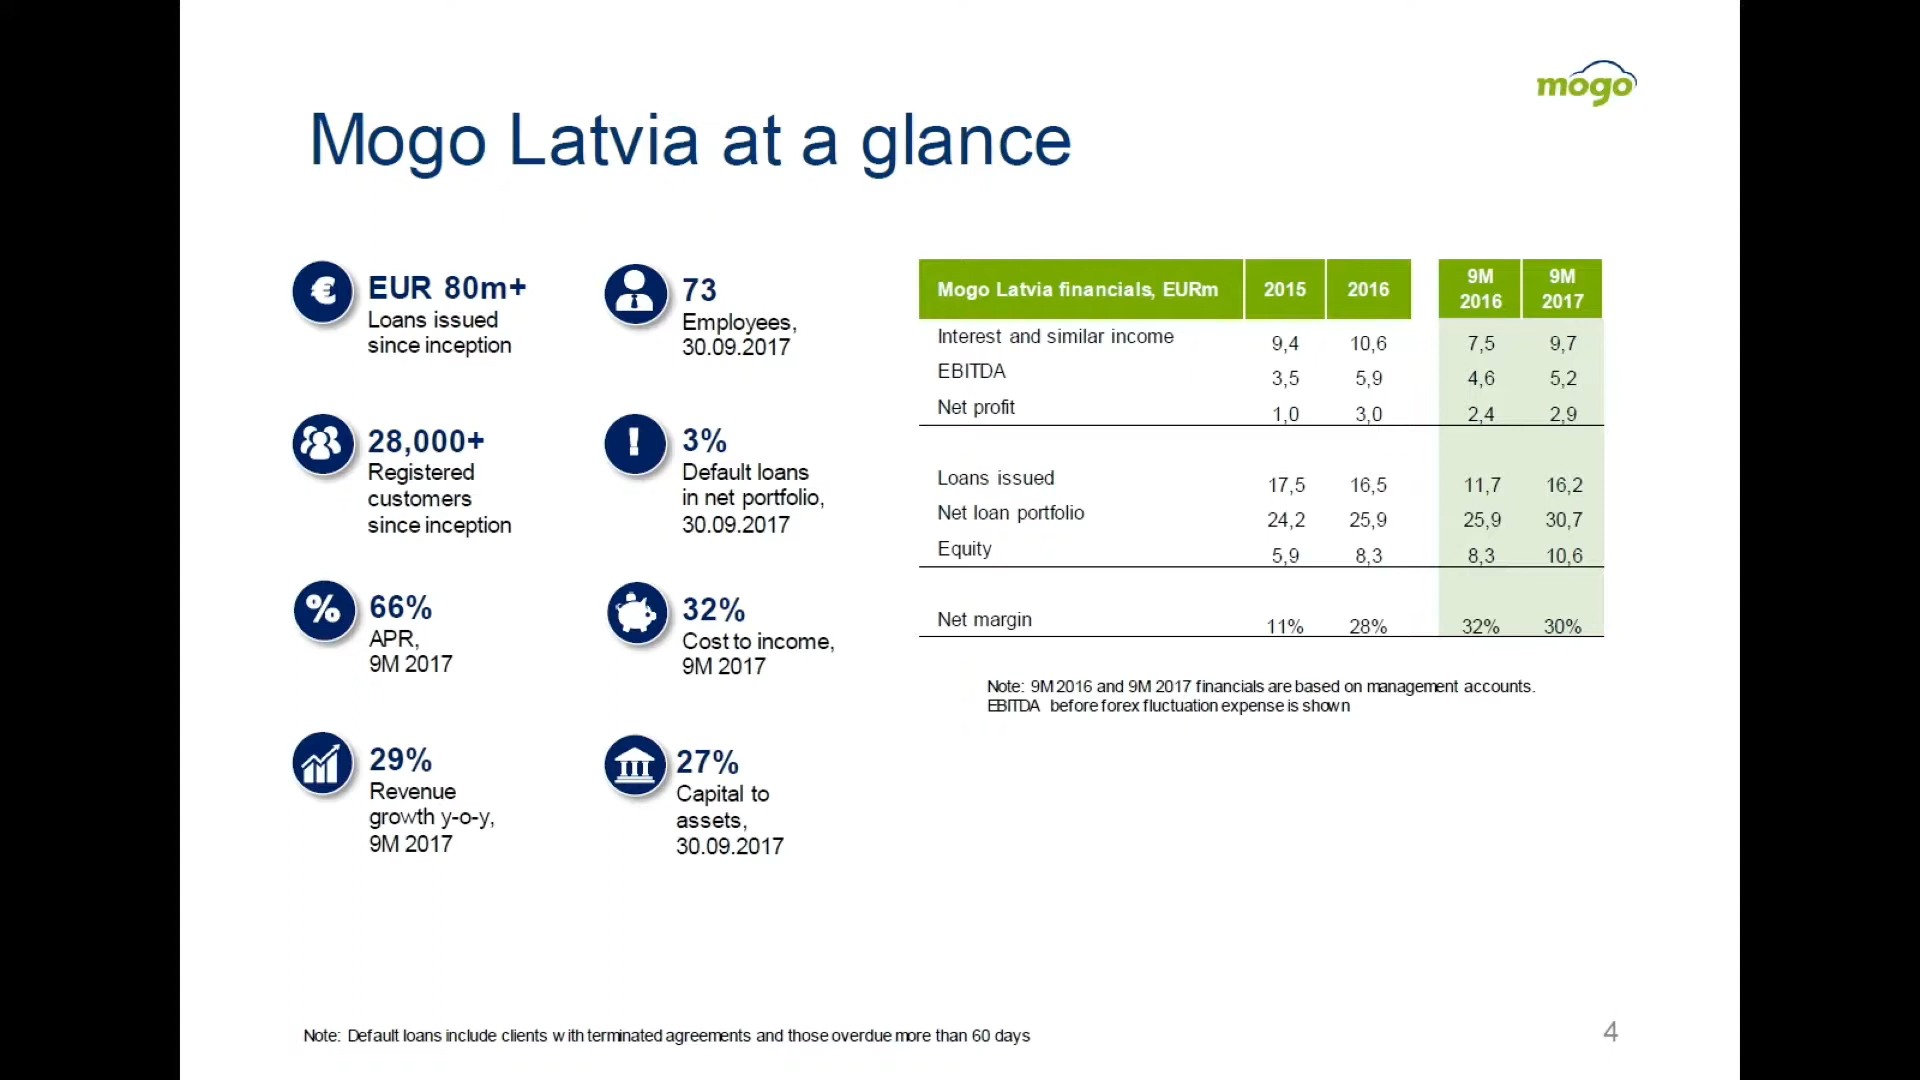 mogo
Mogo Latvia at a glance
EUR 80m+
Loans issued
since inception
73
Employees,
30.09.2017
28,000+
Registered
customers
since inception
3%
Default loans
in net portfolio,
30.09.2017
66%
APR,
9M 2017
32%
Cost to income,
9M 2017
29%
Revenue
growth y-o-y,
9M 2017
27%
Capital to
assets,
30.09.2017
Mogo Latvia financials, EURm 2015 2016 9M 2016 9M 2017
Interest and similar income 9,4 10,6 7,5 9,7
EBITDA 3,5 5,9 4,6 5,2
Net profit 1,0 3,0 2,4 2,9
Loans issued 17,5 16,5 11,7 16,2
Net loan portfolio 24,2 25,9 25,9 30,7
Equity 5,9 8,3 8,3 10,6
Net margin 11% 28% 32% 30%
Note: 9M 2016 and 9M 2017 financials are based on management accounts.
EBITDA before forex fluctuation expense is shown
Note: Default loans include clients with terminated agreements and those overdue more than 60 days
4